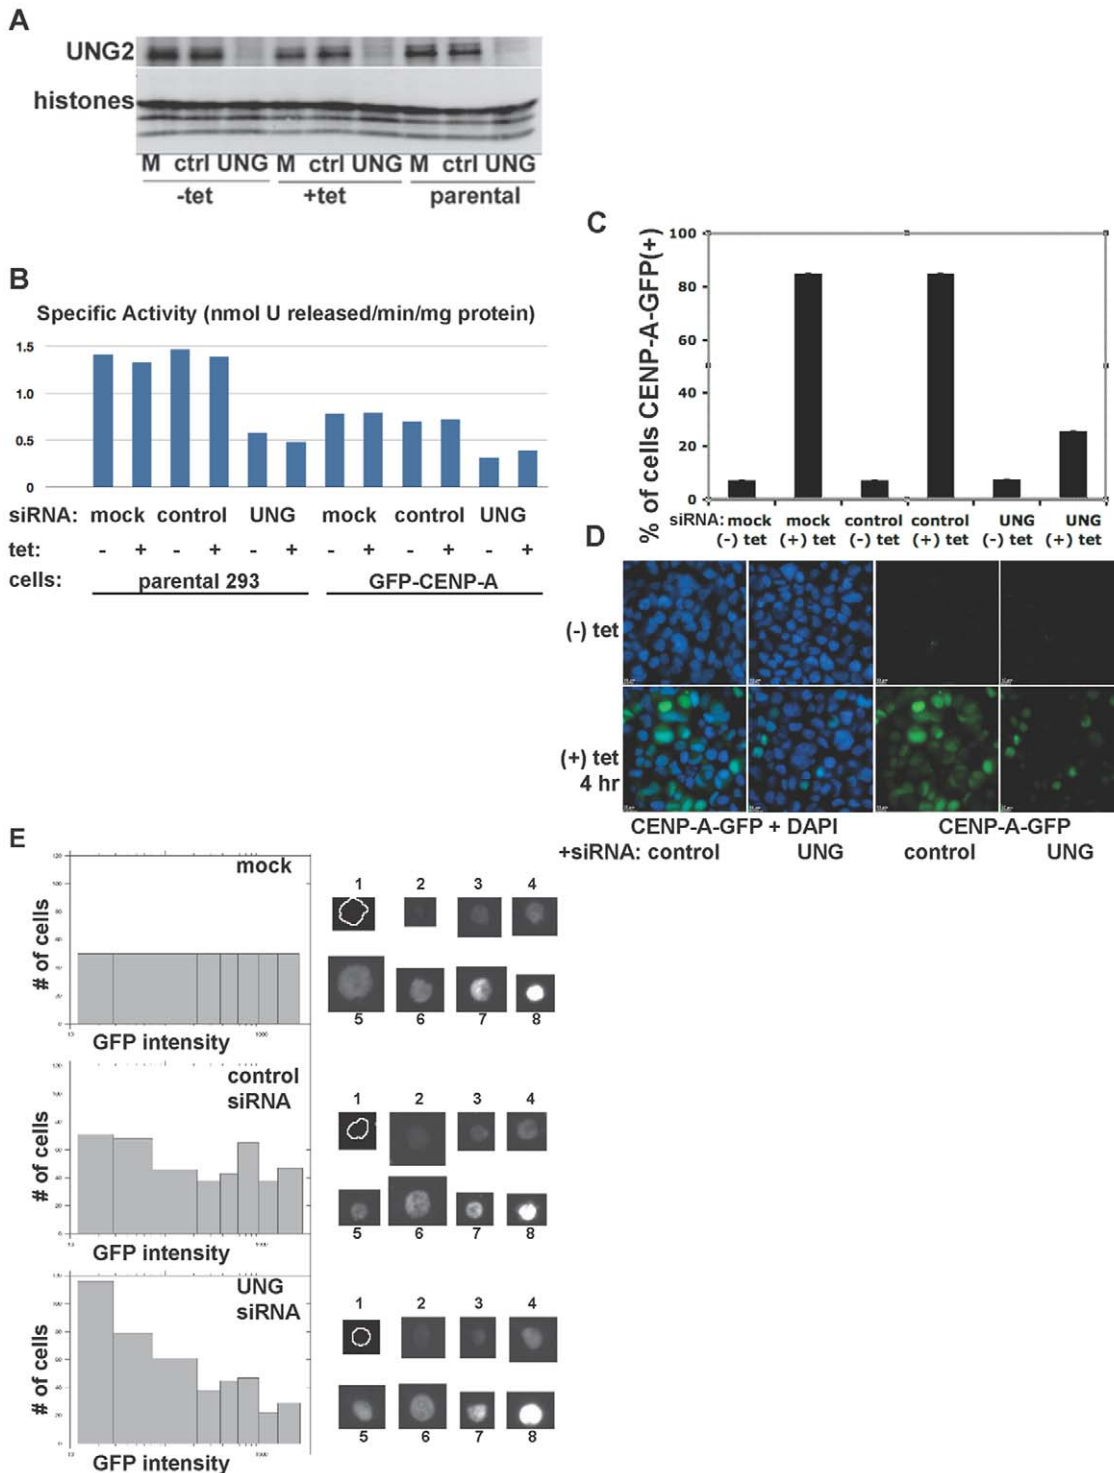 A
UNG2
histones
M ctrl UNG M ctrl UNG M ctrl UNG
-tet +tet parental
B
Specific Activity (nmol U released/min/mg protein)
1.5
1.0
0.5
0
siRNA: mock control UNG mock control UNG
tet: - + - + - + - + - + - +
cells: parental 293 GFP-CENP-A
C
% of cells CENP-A-GFP(+)
100
80
60
40
20
0
siRNA: mock mock control control UNG UNG
(-) tet (+) tet (-) tet (+) tet (-) tet (+) tet
D
(-) tet
(+) tet
4 hr
CENP-A-GFP + DAPI CENP-A-GFP
+siRNA: control UNG control UNG
E
mock
# of cells
GFP intensity
1 2 3 4
5 6 7 8
control
siRNA
# of cells
GFP intensity
1 2 3 4
5 6 7 8
UNG
siRNA
# of cells
GFP intensity
1 2 3 4
5 6 7 8